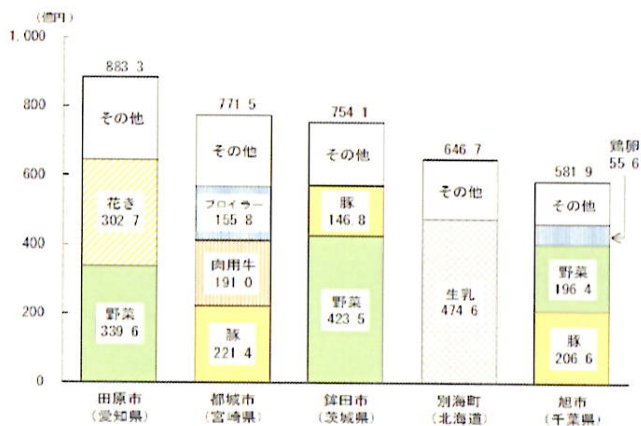 (億円)
1,000
800
600
400
200
0
883 3
その他
花き
302 7
野菜
339 6
771 5
その他
ブロイラー
155 8
肉用牛
191 0
豚
221 4
754 1
その他
豚
146 8
野菜
423 5
646 7
その他
生乳
474 6
鶏卵
55 6
581 9
その他
野菜
196 4
豚
206 6
田原市
(愛知県)
都城市
(宮崎県)
鉾田市
(茨城県)
別海町
(北海道)
旭市
(千葉県)